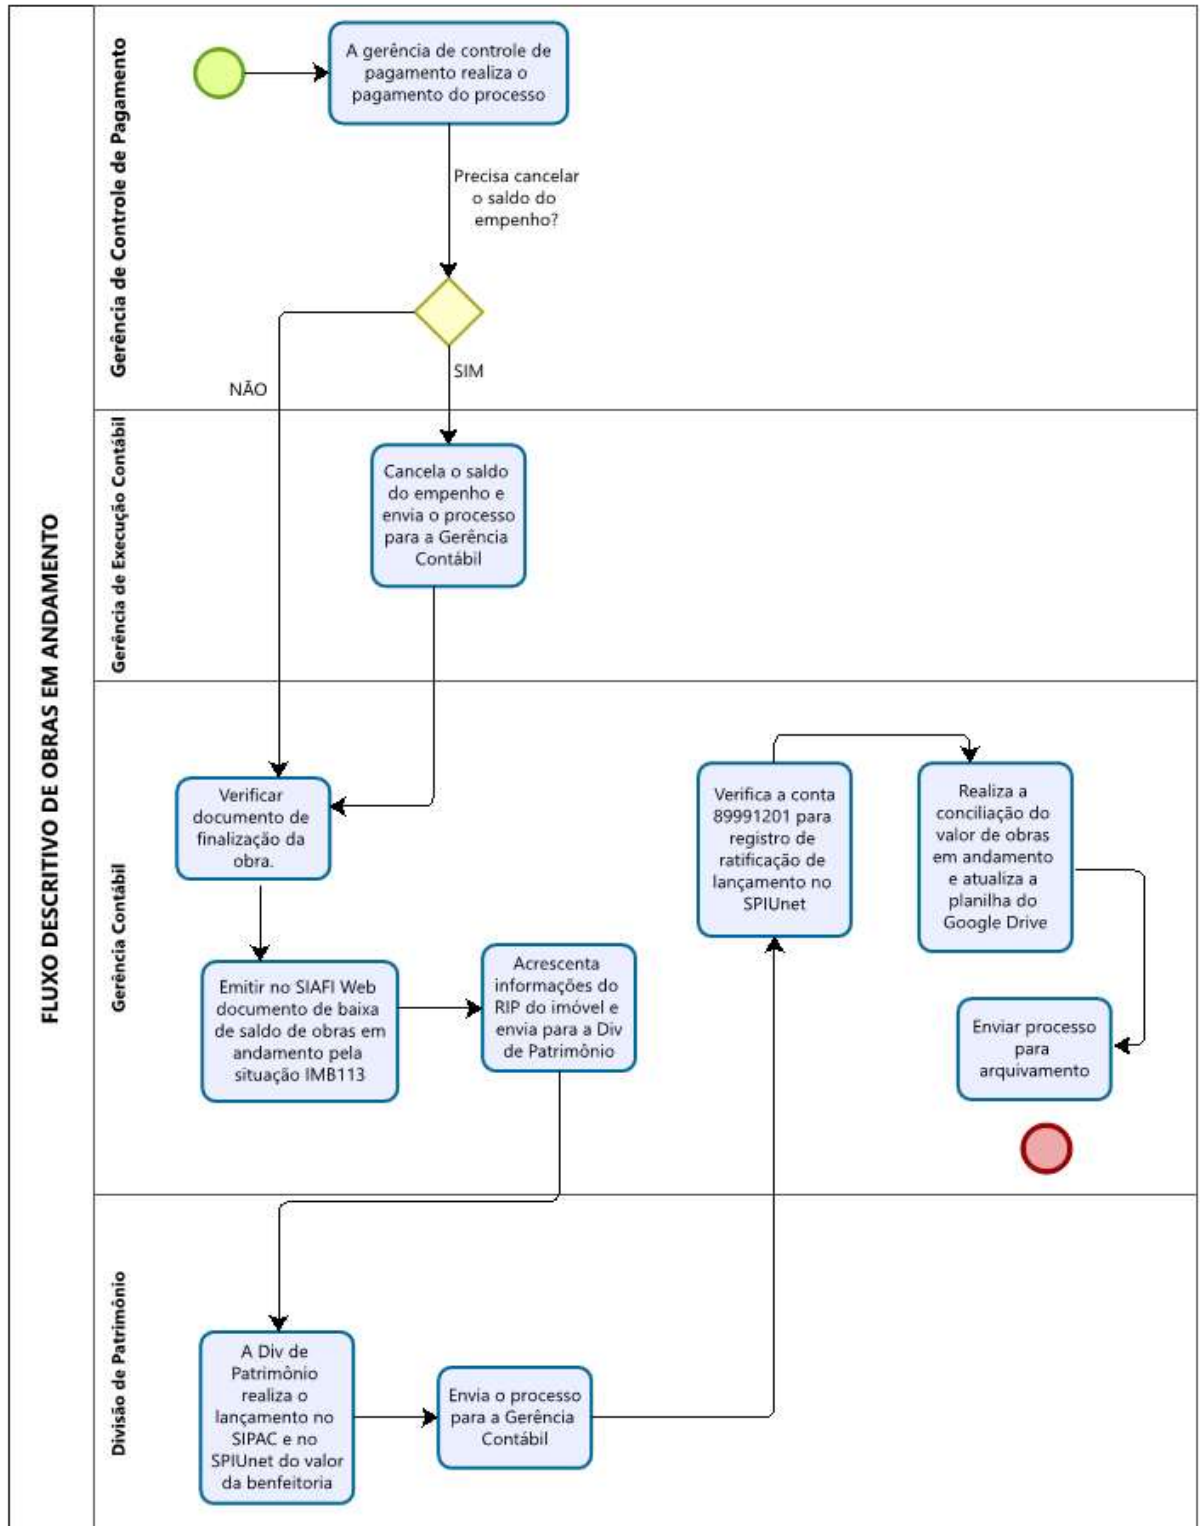 FLUXO DESCRITIVO DE OBRAS EM ANDAMENTO
Gerência de Controle de Pagamento
A gerência de controle de
pagamento realiza o
pagamento do processo
Precisa cancelar
o saldo do
empenho?
NÃO
SIM
Gerência de Execução Contábil
Cancela o saldo
do empenho e
envia o processo
para a Gerência
Contábil
Gerência Contábil
Verificar
documento de
finalização da
obra.
Emitir no SIAFI Web
documento de baixa
de saldo de obras em
andamento pela
situação IMB113
Acrescenta
informações do
RIP do imóvel e
envia para a Div
de Patrimônio
Verifica a conta
89991201 para
registro de
ratificação de
lançamento no
SPIUnet
Realiza a
conciliação do
valor de obras
em andamento
e atualiza a
planilha do
Google Drive
Enviar processo
para
arquivamento
Divisão de Patrimônio
A Div de
Patrimônio
realiza o
lançamento no
SIPAC e no
SPIUnet do valor
da benfeitoria
Envia o processo
para a Gerência
Contábil